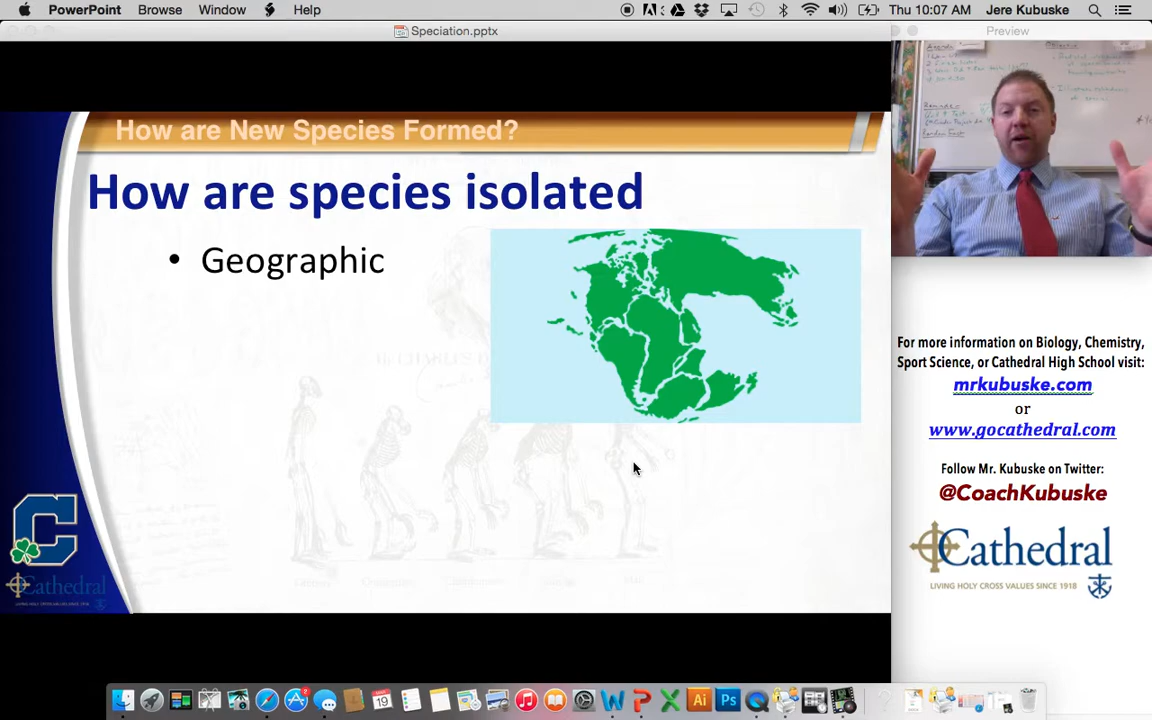 PowerPoint Browse Window Help Thu 10:07 AM Jere Kubuske
Speciation.pptx
Preview
How are New Species Formed?
How are species isolated
• Geographic
For more information on Biology, Chemistry,
Sport Science, or Cathedral High School visit:
mrkubuske.com
or
www.gocathedral.com
Follow Mr. Kubuske on Twitter:
@CoachKubuske
Cathedral
LIVING HOLY CROSS VALUES SINCE 1918
C
Cathedral